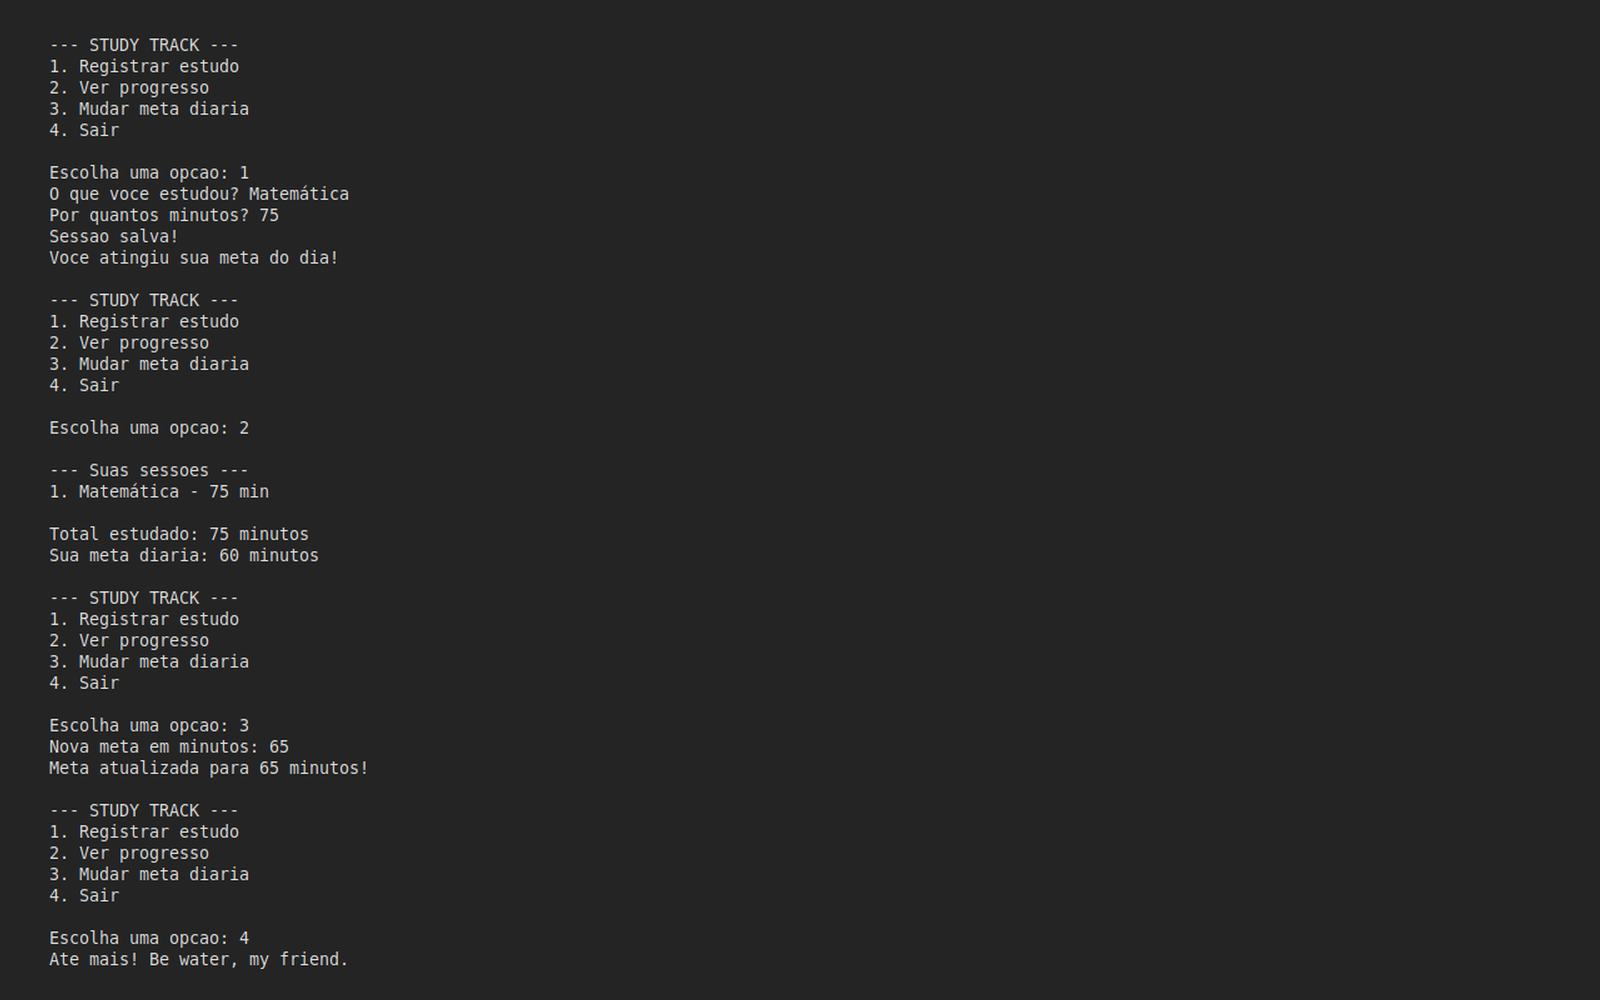 --- STUDY TRACK ---
1. Registrar estudo
2. Ver progresso
3. Mudar meta diaria
4. Sair
Escolha uma opcao: 1
O que voce estudou? Matemática
Por quantos minutos? 75
Sessao salva!
Voce atingiu sua meta do dia!
--- STUDY TRACK ---
1. Registrar estudo
2. Ver progresso
3. Mudar meta diaria
4. Sair
Escolha uma opcao: 2
--- Suas sessoes ---
1. Matemática - 75 min
Total estudado: 75 minutos
Sua meta diaria: 60 minutos
--- STUDY TRACK ---
1. Registrar estudo
2. Ver progresso
3. Mudar meta diaria
4. Sair
Escolha uma opcao: 3
Nova meta em minutos: 65
Meta atualizada para 65 minutos!
--- STUDY TRACK ---
1. Registrar estudo
2. Ver progresso
3. Mudar meta diaria
4. Sair
Escolha uma opcao: 4
Ate mais! Be water, my friend.